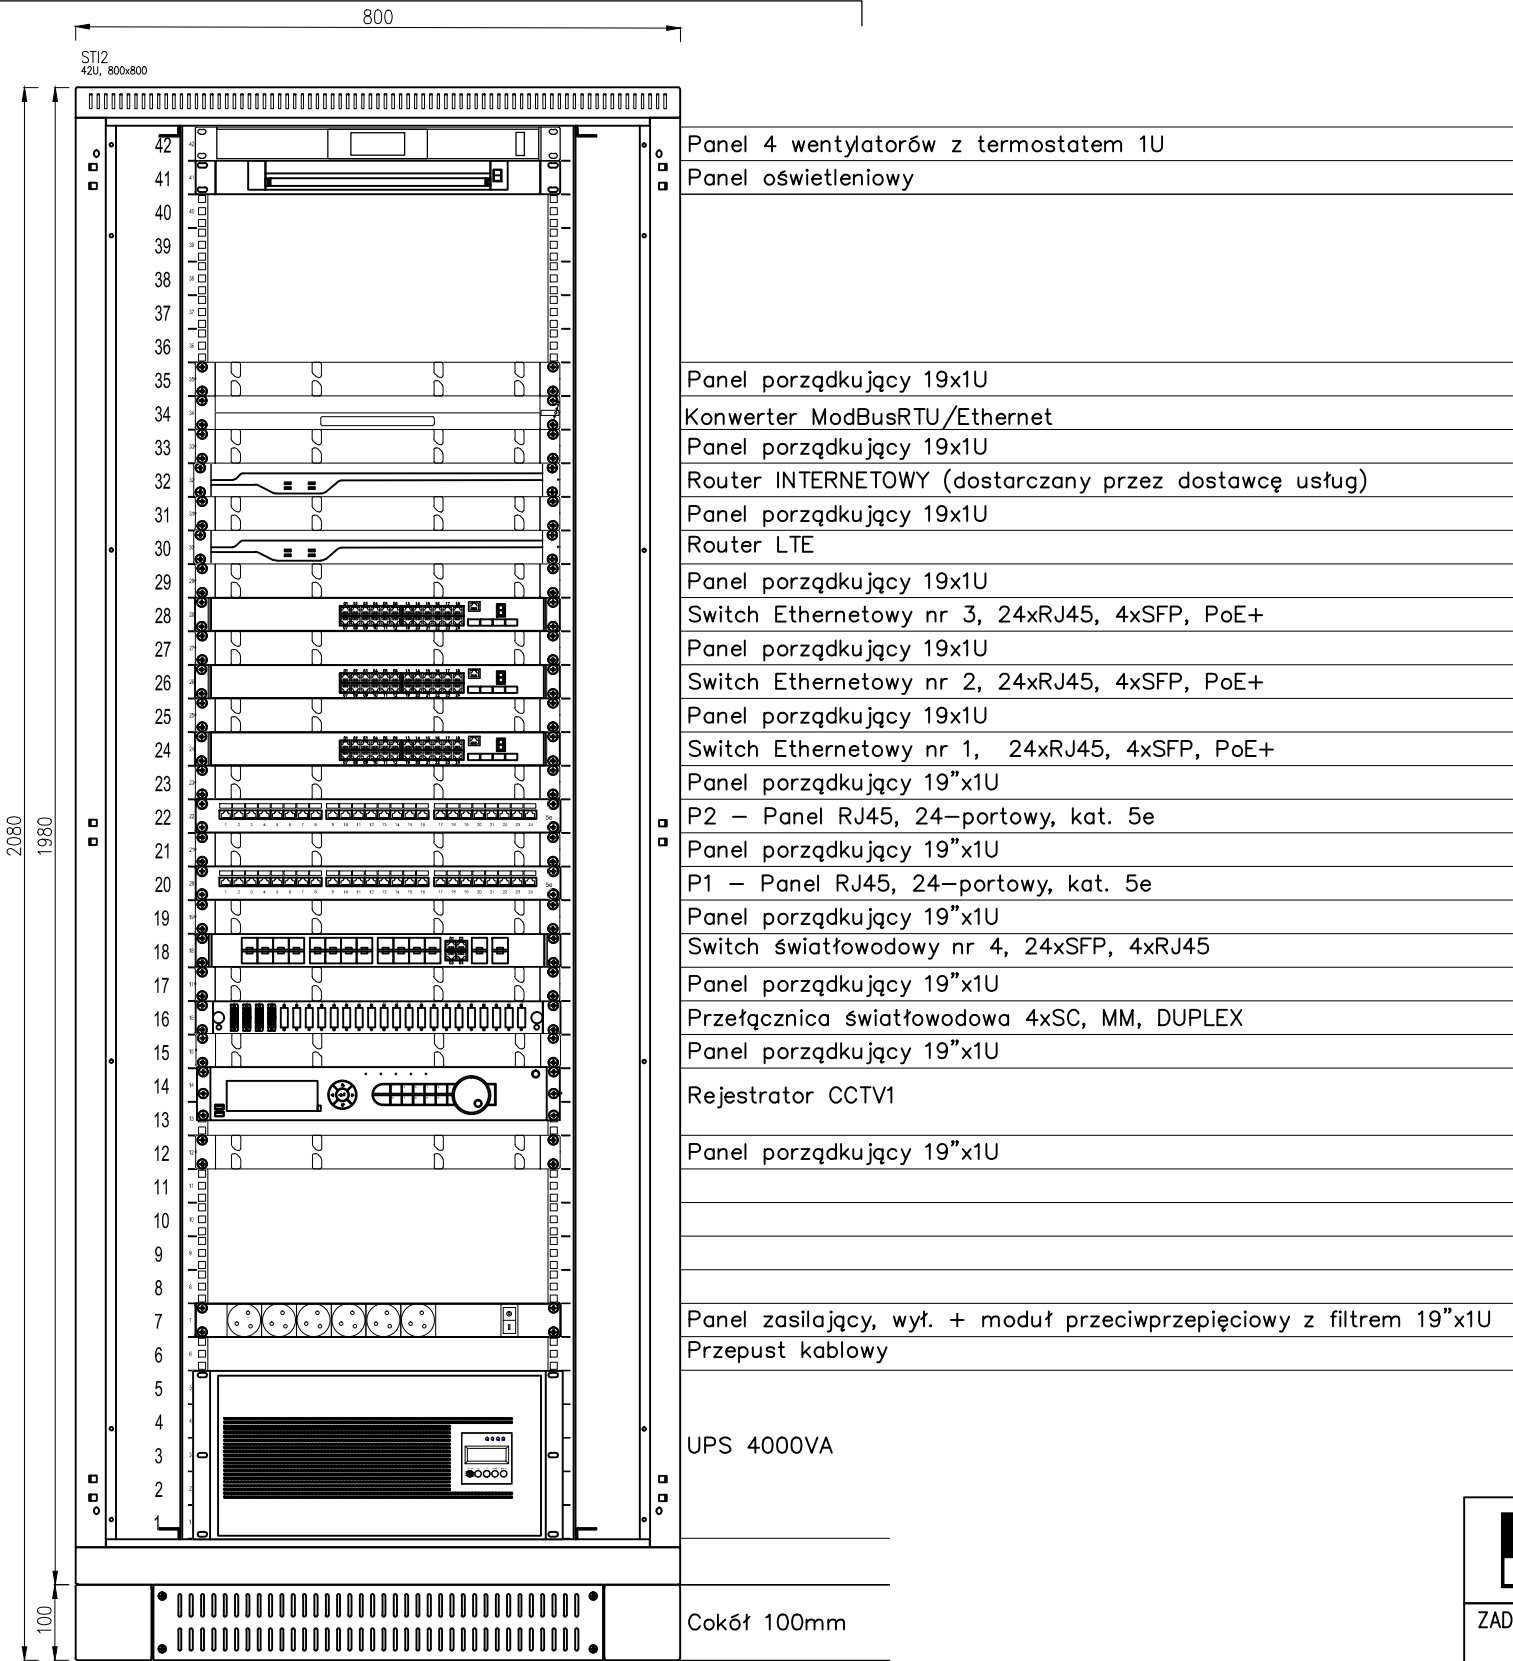 800
STI2
42U, 800x800
42 Panel 4 wentylatorów z termostatem 1U
41 Panel oświetleniowy
40
39
38
37
36
35 Panel porządkujący 19x1U
34 Konwerter ModBusRTU/Ethernet
33 Panel porządkujący 19x1U
32 Router INTERNETOWY (dostarczany przez dostawcę usług)
31 Panel porządkujący 19x1U
30 Router LTE
29 Panel porządkujący 19x1U
28 Switch Ethernetowy nr 3, 24xRJ45, 4xSFP, PoE+
27 Panel porządkujący 19x1U
26 Switch Ethernetowy nr 2, 24xRJ45, 4xSFP, PoE+
25 Panel porządkujący 19x1U
24 Switch Ethernetowy nr 1, 24xRJ45, 4xSFP, PoE+
23 Panel porządkujący 19”x1U
22 P2 – Panel RJ45, 24–portowy, kat. 5e
21 Panel porządkujący 19”x1U
20 P1 – Panel RJ45, 24–portowy, kat. 5e
19 Panel porządkujący 19”x1U
18 Switch światłowodowy nr 4, 24xSFP, 4xRJ45
17 Panel porządkujący 19”x1U
16 Przełącznica światłowodowa 4xSC, MM, DUPLEX
15 Panel porządkujący 19”x1U
14 Rejestrator CCTV1
13
12 Panel porządkujący 19”x1U
11
10
9
8
7 Panel zasilający, wył. + moduł przeciwprzepięciowy z filtrem 19”x1U
6 Przepust kablowy
5
4
3 UPS 4000VA
2
1
2080
1980
100
Cokół 100mm
ZAD